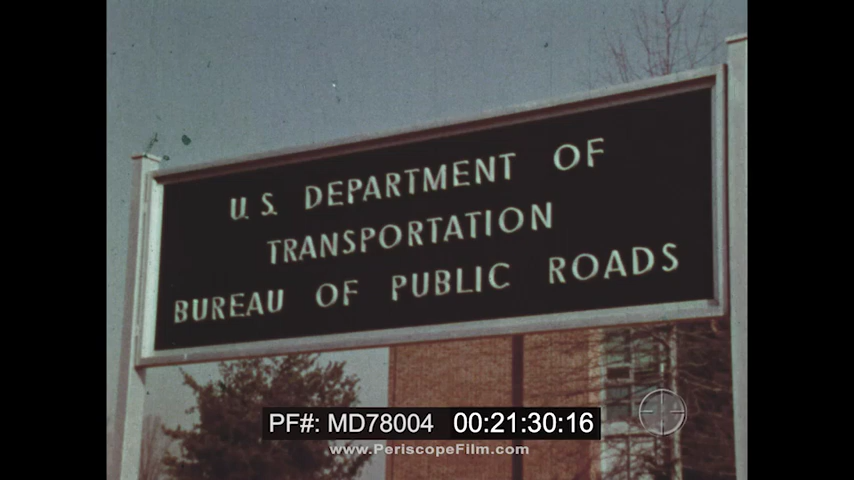 U.S. DEPARTMENT OF
TRANSPORTATION
BUREAU OF PUBLIC ROADS
PF#: MD78004 00:21:30:16
www.PeriscopeFilm.com